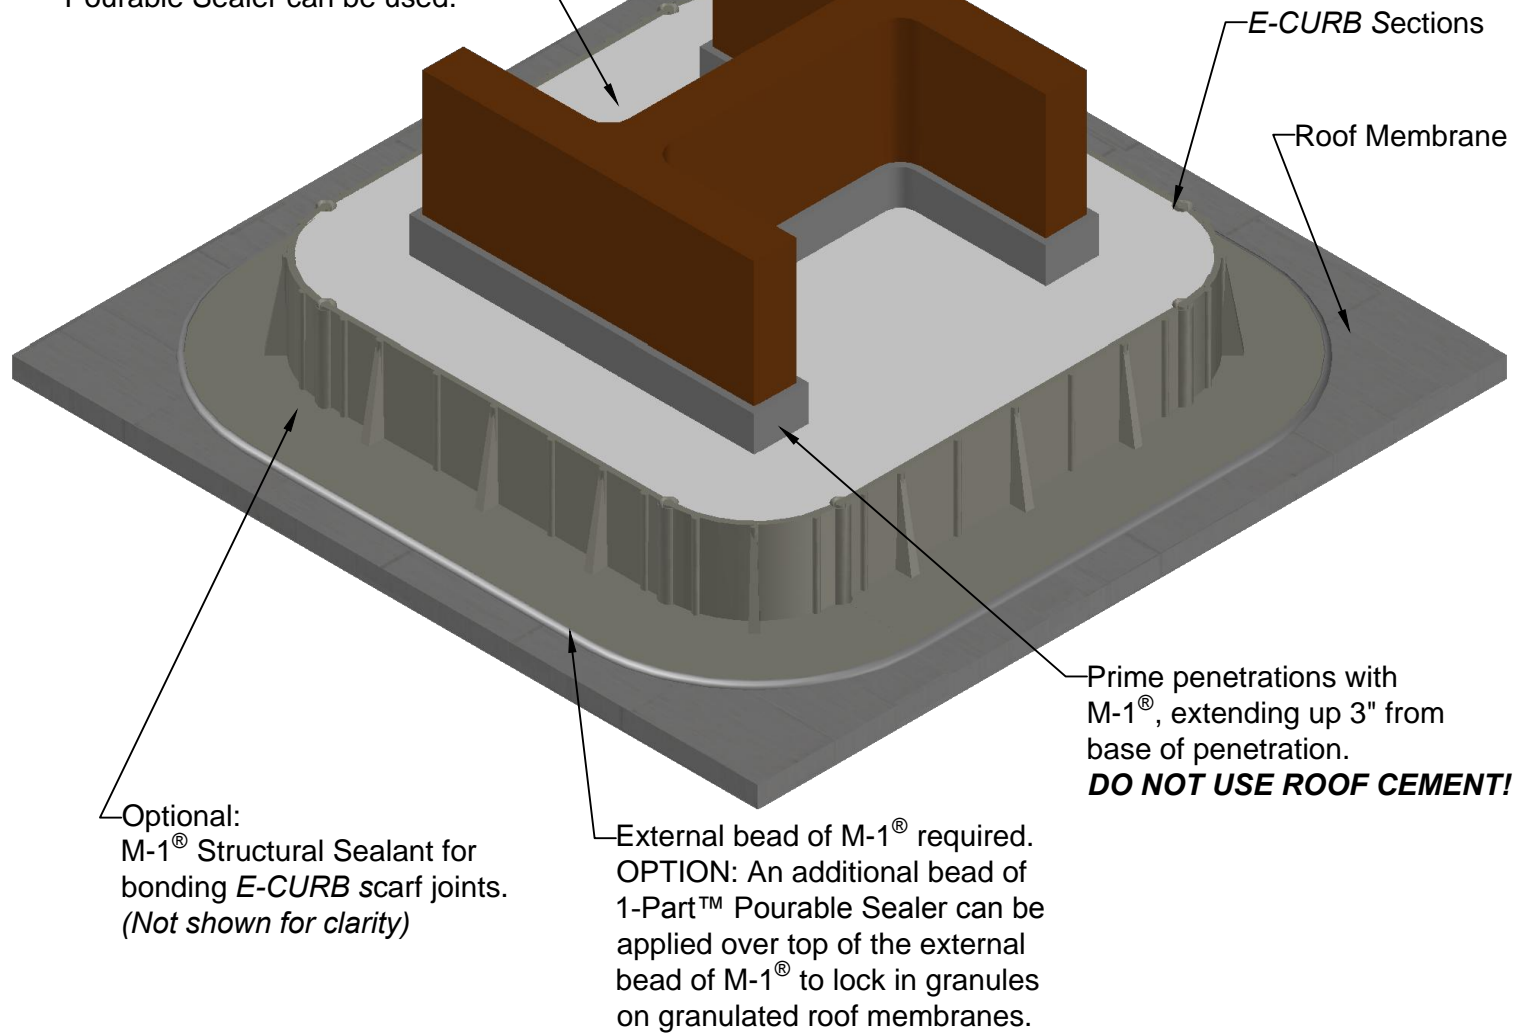 Pourable Sealer can be used.
E-CURB Sections
Roof Membrane
Prime penetrations with
M-1®, extending up 3" from
base of penetration.
DO NOT USE ROOF CEMENT!
Optional:
M-1® Structural Sealant for
bonding E-CURB scarf joints.
(Not shown for clarity)
External bead of M-1® required.
OPTION: An additional bead of
1-Part™ Pourable Sealer can be
applied over top of the external
bead of M-1® to lock in granules
on granulated roof membranes.